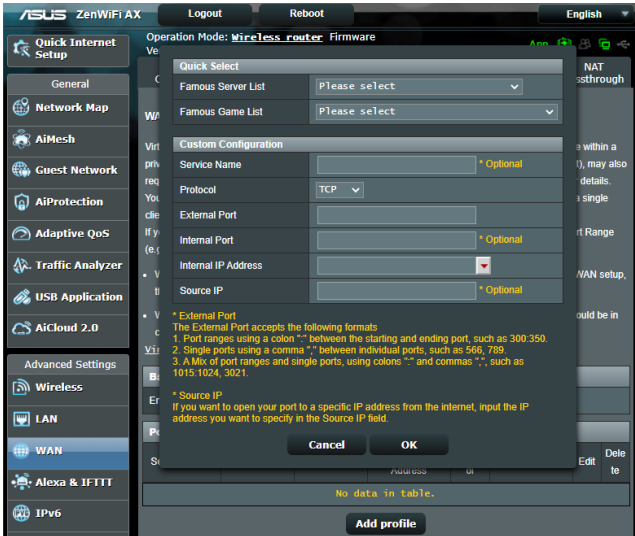 ASUS ZenWiFi AX Logout Reboot English
Quick Internet Setup
General
Network Map
AiMesh
Guest Network
AiProtection
Adaptive QoS
Traffic Analyzer
USB Application
AiCloud 2.0
Advanced Settings
Wireless
LAN
WAN
Alexa & IFTTT
IPv6
Operation Mode: Wireless router Firmware
App
NAT
Quick Select
Famous Server List Please select
Famous Game List Please select
Custom Configuration
Service Name * Optional
Protocol TCP
External Port
Internal Port * Optional
Internal IP Address
Source IP * Optional
* External Port
The External Port accepts the following formats
1. Port ranges using a colon ":" between the starting and ending port, such as 300:350.
2. Single ports using a comma "," between individual ports, such as 566, 789.
3. A Mix of port ranges and single ports, using colons ":" and commas ",", such as
1015:1024, 3021.
* Source IP
If you want to open your port to a specific IP address from the internet, input the IP
address you want to specify in the Source IP field.
Cancel OK
within a
may also
details.
a single
rt Range
WAN setup,
ould be in
Address
Edit
Delete
No data in table.
Add profile